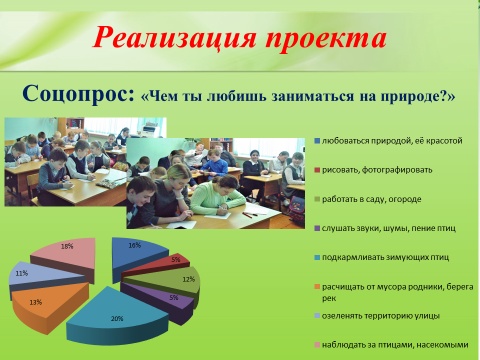 Реализация проекта
Соцопрос: «Чем ты любишь заниматься на природе?»
любоваться природой, её красотой
рисовать, фотографировать
работать в саду, огороде
слушать звуки, шумы, пение птиц
подкармливать зимующих птиц
расчищать от мусора родники, берега
рек
озеленять территорию улицы
наблюдать за птицами, насекомыми
16%
5%
12%
5%
20%
13%
11%
18%